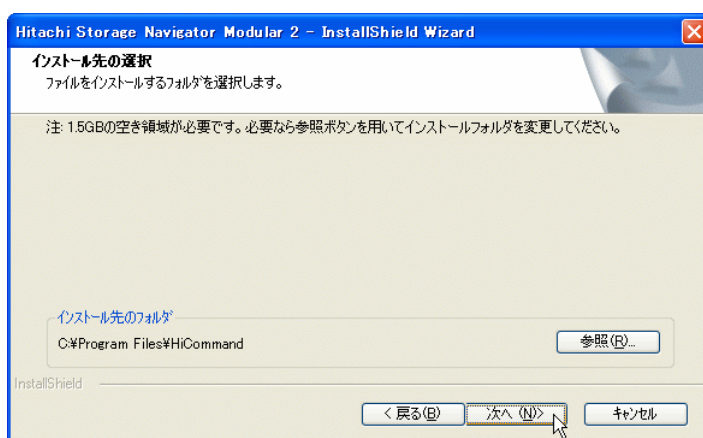 Hitachi Storage Navigator Modular 2 - InstallShield Wizard
インストール先の選択
ファイルをインストールするフォルダを選択します。
注: 1.5GBの空き領域が必要です。必要なら参照ボタンを用いてインストールフォルダを変更してください。
インストール先のフォルダ
C:¥Program Files¥HiCommand
参照(R)...
InstallShield
< 戻る(B)
次へ (N)>
キャンセル